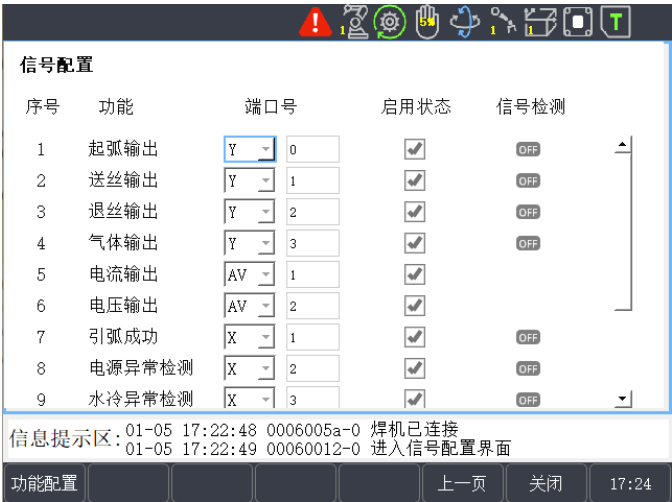 1 5% 1 1 T
信号配置
序号 功能 端口号 启用状态 信号检测
1 起弧输出 Y 0 OFF
2 送丝输出 Y 1 OFF
3 退丝输出 Y 2 OFF
4 气体输出 Y 3 OFF
5 电流输出 AV 1
6 电压输出 AV 2
7 引弧成功 X 1 OFF
8 电源异常检测 X 2 OFF
9 水冷异常检测 X 3 OFF
信息提示区: 01-05 17:22:48 0006005a-0 焊机已连接
01-05 17:22:49 00060012-0 进入信号配置界面
功能配置 上一页 关闭 17:24